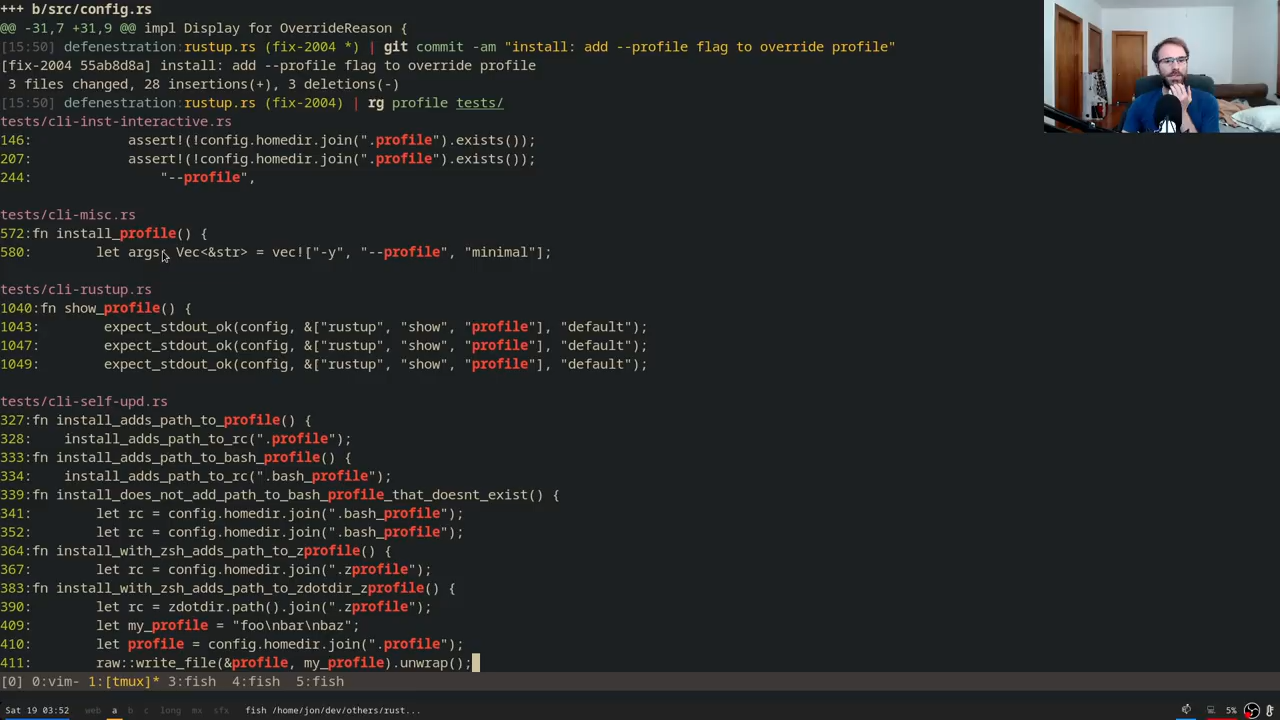 +++ b/src/config.rs
@@ -31,7 +31,9 @@ impl Display for OverrideReason {
[15:50] defenestration:rustup.rs (fix-2004 *) | git commit -am "install: add --profile flag to override profile"
[fix-2004 55ab8d8a] install: add --profile flag to override profile
 3 files changed, 28 insertions(+), 3 deletions(-)
[15:50] defenestration:rustup.rs (fix-2004) | rg profile tests/
tests/cli-inst-interactive.rs
146:            assert!(!config.homedir.join(".profile").exists());
207:            assert!(!config.homedir.join(".profile").exists());
244:                "--profile",
tests/cli-misc.rs
572:fn install_profile() {
580:        let args: Vec<&str> = vec!["-y", "--profile", "minimal"];
tests/cli-rustup.rs
1040:fn show_profile() {
1043:        expect_stdout_ok(config, &["rustup", "show", "profile"], "default");
1047:        expect_stdout_ok(config, &["rustup", "show", "profile"], "default");
1049:        expect_stdout_ok(config, &["rustup", "show", "profile"], "default");
tests/cli-self-upd.rs
327:fn install_adds_path_to_profile() {
328:    install_adds_path_to_rc(".profile");
333:fn install_adds_path_to_bash_profile() {
334:    install_adds_path_to_rc(".bash_profile");
339:fn install_does_not_add_path_to_bash_profile_that_doesnt_exist() {
341:        let rc = config.homedir.join(".bash_profile");
352:        let rc = config.homedir.join(".bash_profile");
364:fn install_with_zsh_adds_path_to_zprofile() {
367:        let rc = config.homedir.join(".zprofile");
383:fn install_with_zsh_adds_path_to_zdotdir_zprofile() {
390:        let rc = zdotdir.path().join(".zprofile");
409:        let my_profile = "foo\nbar\nbaz";
410:        let profile = config.homedir.join(".profile");
411:        raw::write_file(&profile, my_profile).unwrap();
[0] 0:vim- 1:[tmux]* 3:fish  4:fish  5:fish
Sat 19 03:52 web a b c long mx sfx fish /home/jon/dev/others/rust... 5%